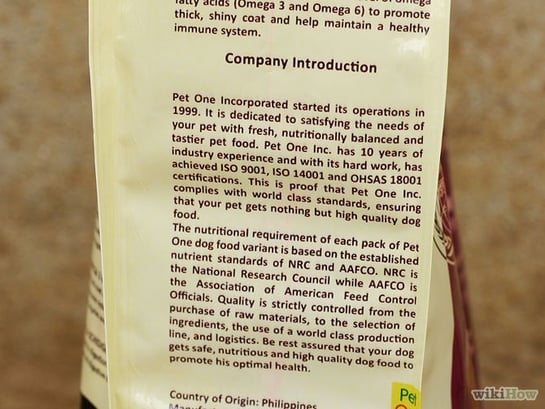 fatty acids (Omega 3 and Omega 6) to promote
thick, shiny coat and help maintain a healthy
immune system.
Company Introduction
Pet One Incorporated started its operations in
1999. It is dedicated to satisfying the needs of
your pet with fresh, nutritionally balanced and
tastier pet food. Pet One Inc. has 10 years of
industry experience and with its hard work, has
achieved ISO 9001, ISO 14001 and OHSAS 18001
certifications. This is proof that Pet One Inc.
complies with world class standards, ensuring
that your pet gets nothing but high quality dog
food.
The nutritional requirement of each pack of Pet
One dog food variant is based on the established
nutrient standards of NRC and AAFCO. NRC is
the National Research Council while AAFCO is
the Association of American Feed Control
Officials. Quality is strictly controlled from the
purchase of raw materials, to the selection of
ingredients, the use of a world class production
line, and logistics. Be rest assured that your dog
gets safe, nutritious and high quality dog food to
promote his optimal health.
Country of Origin: Philippines
Pet
wikiHow